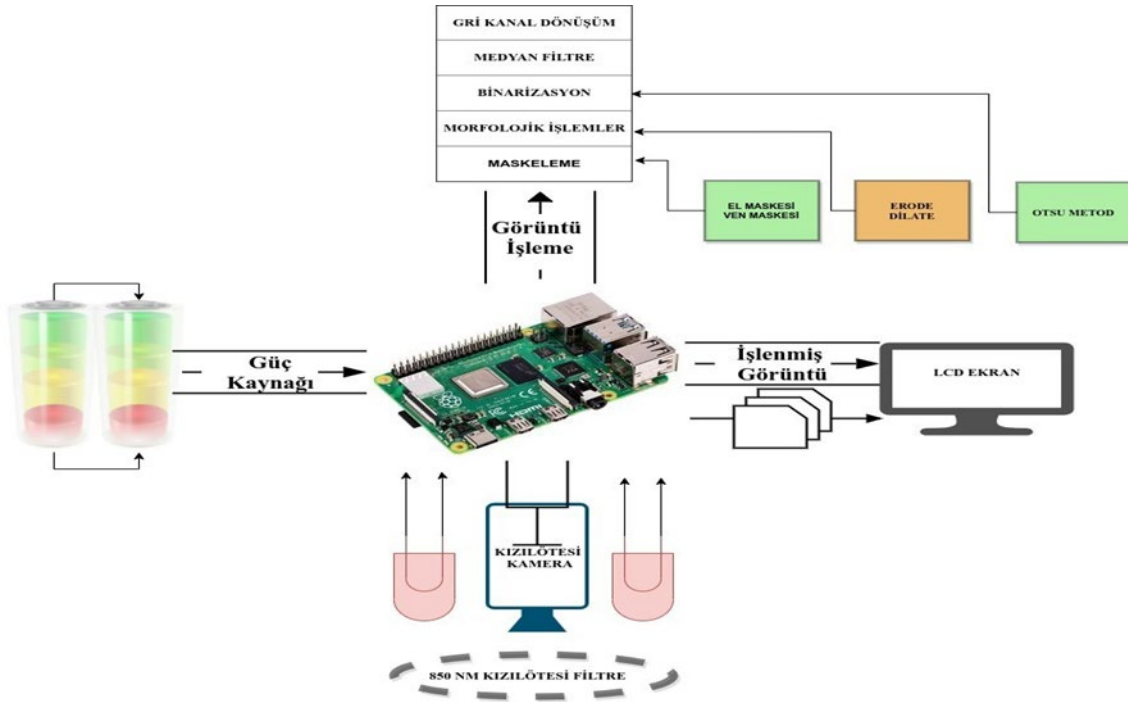 GRİ KANAL DÖNÜŞÜM
MEDYAN FİLTRE
BİNARİZASYON
MORFOLOJİK İŞLEMLER
MASKELEME
EL MASKESİ
VEN MASKESİ
ERODE
DİLATE
OTSU METOD
Görüntü
İşleme
Güç
Kaynağı
İşlenmiş
Görüntü
LCD EKRAN
HDMI
KIZILÖTESİ
KAMERA
850 NM KIZILÖTESİ FİLTRE